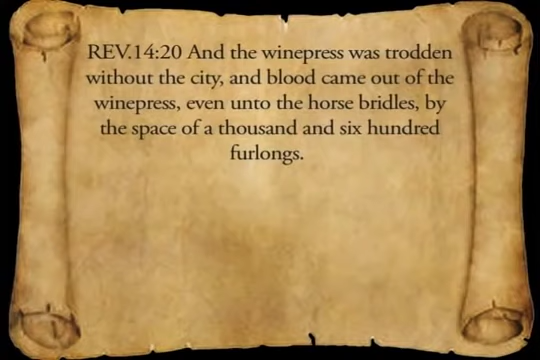 REV.14:20 And the winepress was trodden
without the city, and blood came out of the
winepress, even unto the horse bridles, by
the space of a thousand and six hundred
furlongs.